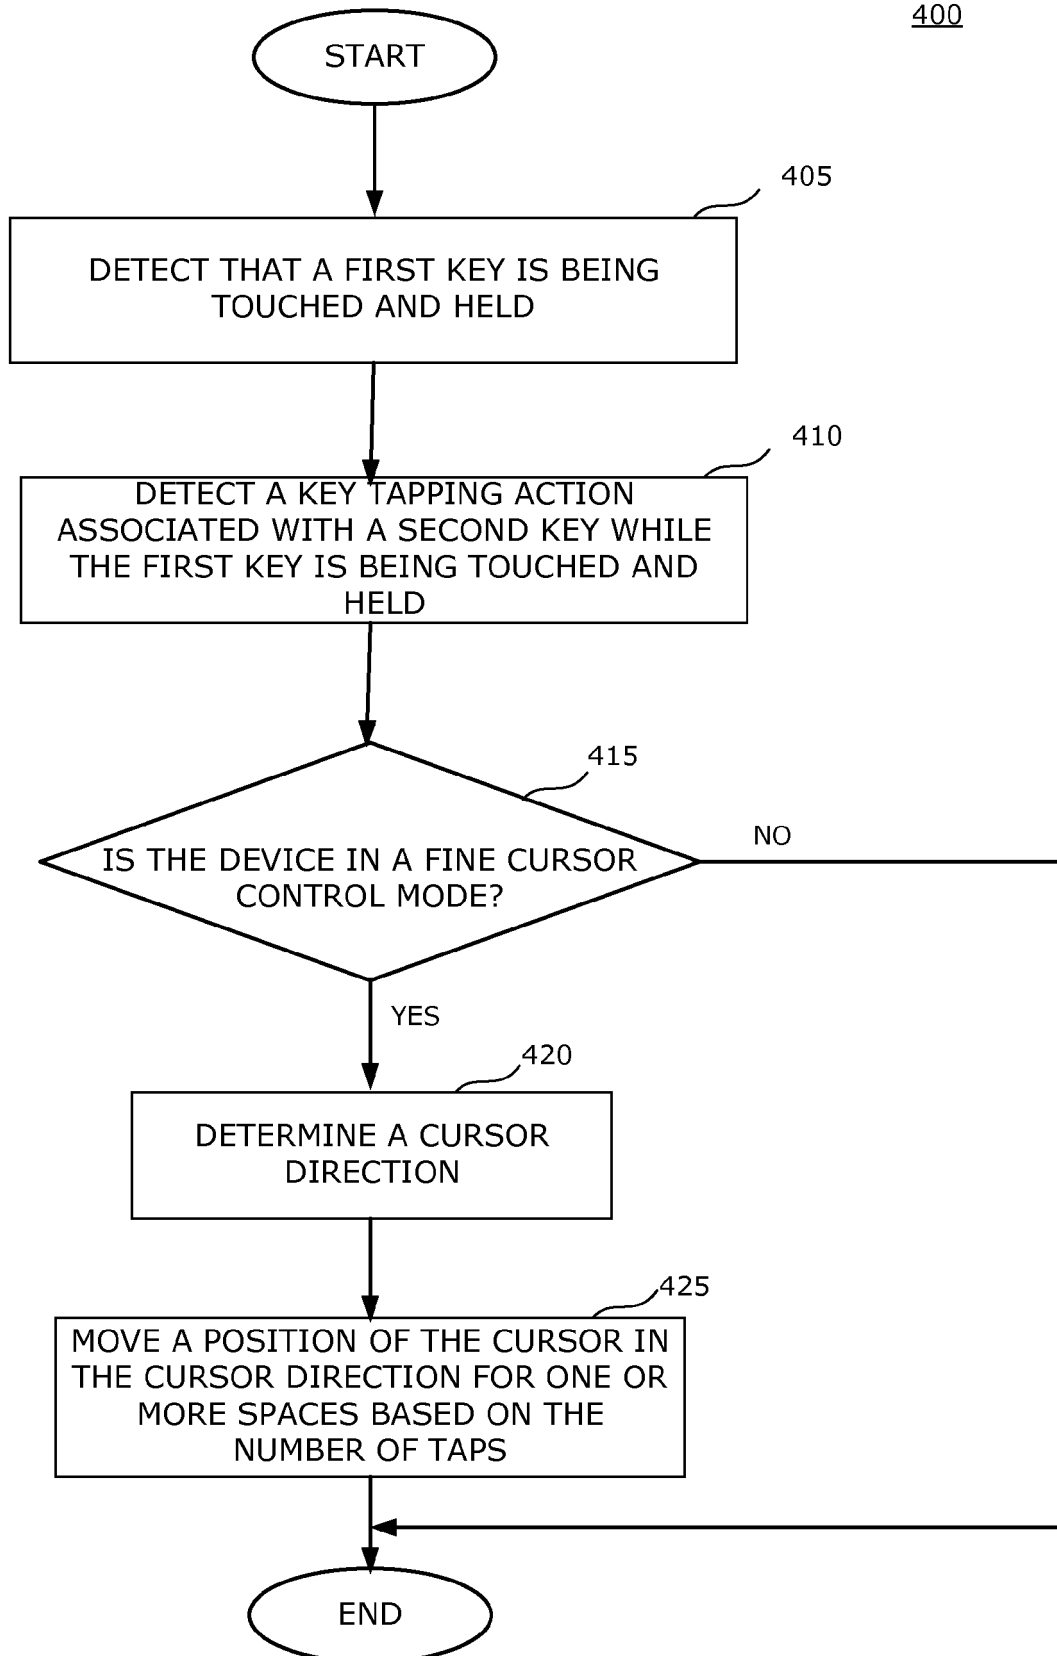 400
START
405
DETECT THAT A FIRST KEY IS BEING
TOUCHED AND HELD
410
DETECT A KEY TAPPING ACTION
ASSOCIATED WITH A SECOND KEY WHILE
THE FIRST KEY IS BEING TOUCHED AND
HELD
415
IS THE DEVICE IN A FINE CURSOR
CONTROL MODE?
NO
YES
420
DETERMINE A CURSOR
DIRECTION
425
MOVE A POSITION OF THE CURSOR IN
THE CURSOR DIRECTION FOR ONE OR
MORE SPACES BASED ON THE
NUMBER OF TAPS
END